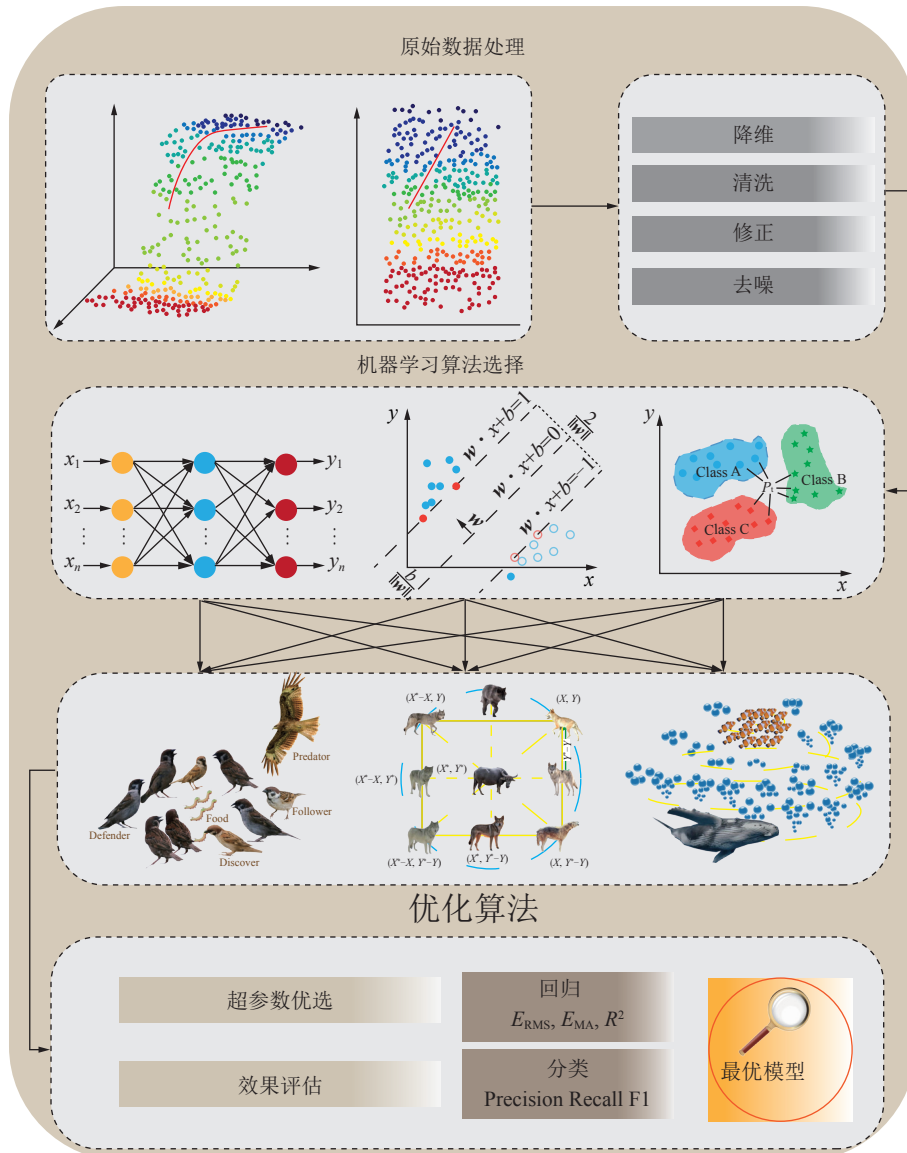 原始数据处理
降维
清洗
修正
去噪
机器学习算法选择
x₁
x₂
⋮
xₙ
y₁
y₂
⋮
yₙ
y
w · x+b=1
w · x+b=0
w · x+b=-1
2/‖w‖
w
b/‖w‖
x
y
Class A
Class B
Class C
x
Predator
Defender
Food
Follower
Discover
(X*-X, Y)
(X, Y)
(X*-X, Y*)
(X*, Y*)
(X*-X, Y*-Y)
(X*, Y*-Y)
(X, Y*-Y)
优化算法
超参数优选
效果评估
回归
E_RMS, E_MA, R²
分类
Precision Recall F1
最优模型